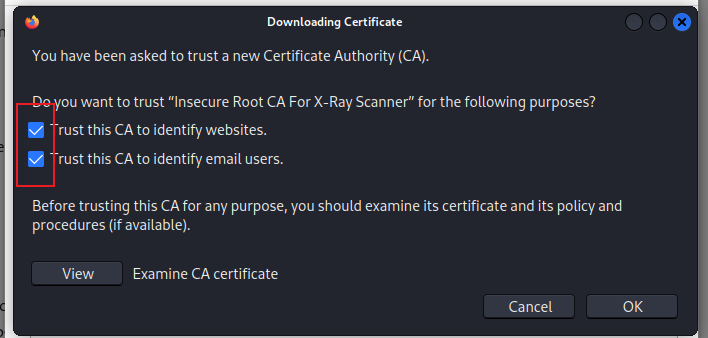 Downloading Certificate
You have been asked to trust a new Certificate Authority (CA).
Do you want to trust “Insecure Root CA For X-Ray Scanner” for the following purposes?
Trust this CA to identify websites.
Trust this CA to identify email users.
Before trusting this CA for any purpose, you should examine its certificate and its policy and
procedures (if available).
View Examine CA certificate
Cancel OK